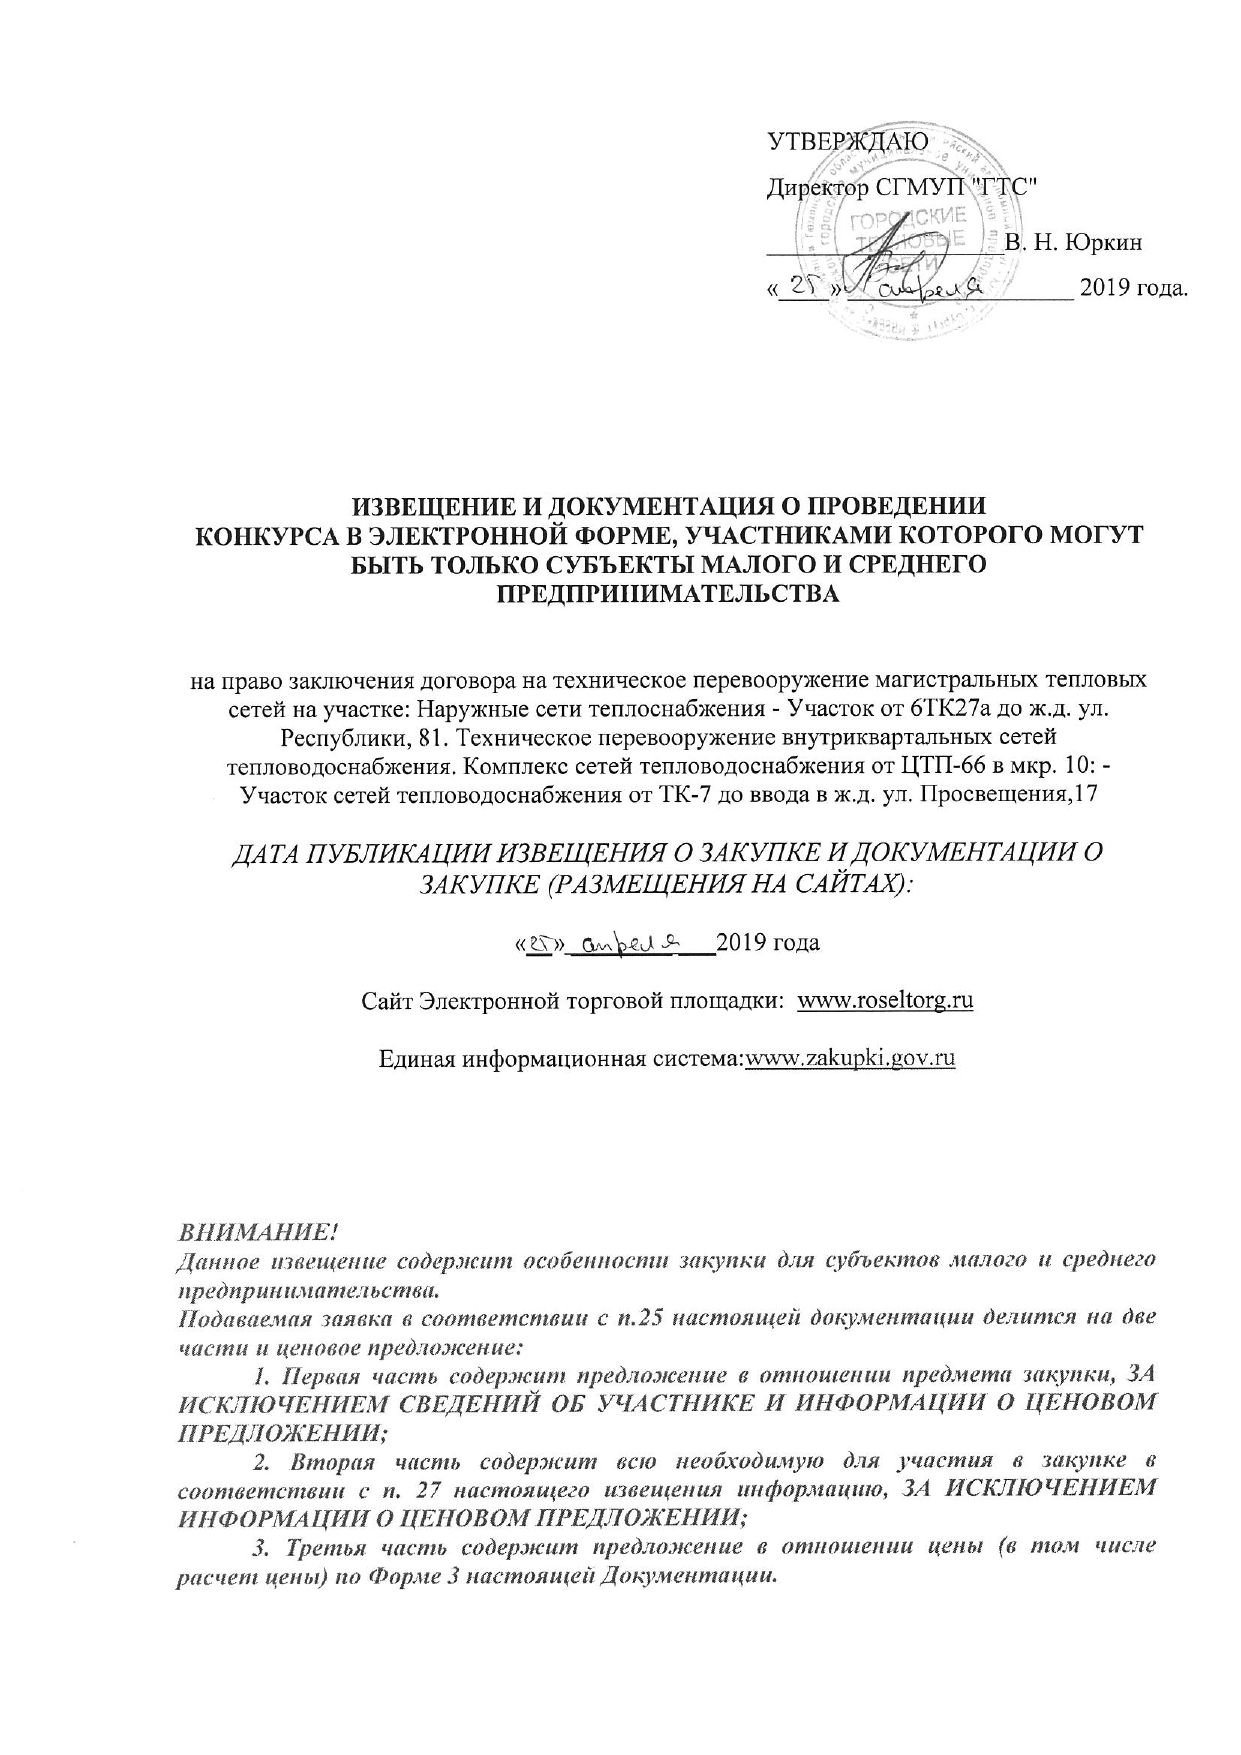 УТВЕРЖДАЮ
Директор СГМУП "ГТС"
ГОРОДСКИЕ
ТЕПЛОВЫЕ
СЕТИ
___________________В. Н. Юркин
«_25_» апреля__________ 2019 года.
ИЗВЕЩЕНИЕ И ДОКУМЕНТАЦИЯ О ПРОВЕДЕНИИ
КОНКУРСА В ЭЛЕКТРОННОЙ ФОРМЕ, УЧАСТНИКАМИ КОТОРОГО МОГУТ
БЫТЬ ТОЛЬКО СУБЪЕКТЫ МАЛОГО И СРЕДНЕГО
ПРЕДПРИНИМАТЕЛЬСТВА
на право заключения договора на техническое перевооружение магистральных тепловых
сетей на участке: Наружные сети теплоснабжения - Участок от 6ТК27а до ж.д. ул.
Республики, 81. Техническое перевооружение внутриквартальных сетей
тепловодоснабжения. Комплекс сетей тепловодоснабжения от ЦТП-66 в мкр. 10: -
Участок сетей тепловодоснабжения от ТК-7 до ввода в ж.д. ул. Просвещения,17
ДАТА ПУБЛИКАЦИИ ИЗВЕЩЕНИЯ О ЗАКУПКЕ И ДОКУМЕНТАЦИИ О
ЗАКУПКЕ (РАЗМЕЩЕНИЯ НА САЙТАХ):
«25»_апреля___2019 года
Сайт Электронной торговой площадки: www.roseltorg.ru
Единая информационная система:www.zakupki.gov.ru
ВНИМАНИЕ!
Данное извещение содержит особенности закупки для субъектов малого и среднего
предпринимательства.
Подаваемая заявка в соответствии с п.25 настоящей документации делится на две
части и ценовое предложение:
1. Первая часть содержит предложение в отношении предмета закупки, ЗА
ИСКЛЮЧЕНИЕМ СВЕДЕНИЙ ОБ УЧАСТНИКЕ И ИНФОРМАЦИИ О ЦЕНОВОМ
ПРЕДЛОЖЕНИИ;
2. Вторая часть содержит всю необходимую для участия в закупке в
соответствии с п. 27 настоящего извещения информацию, ЗА ИСКЛЮЧЕНИЕМ
ИНФОРМАЦИИ О ЦЕНОВОМ ПРЕДЛОЖЕНИИ;
3. Третья часть содержит предложение в отношении цены (в том числе
расчет цены) по Форме 3 настоящей Документации.